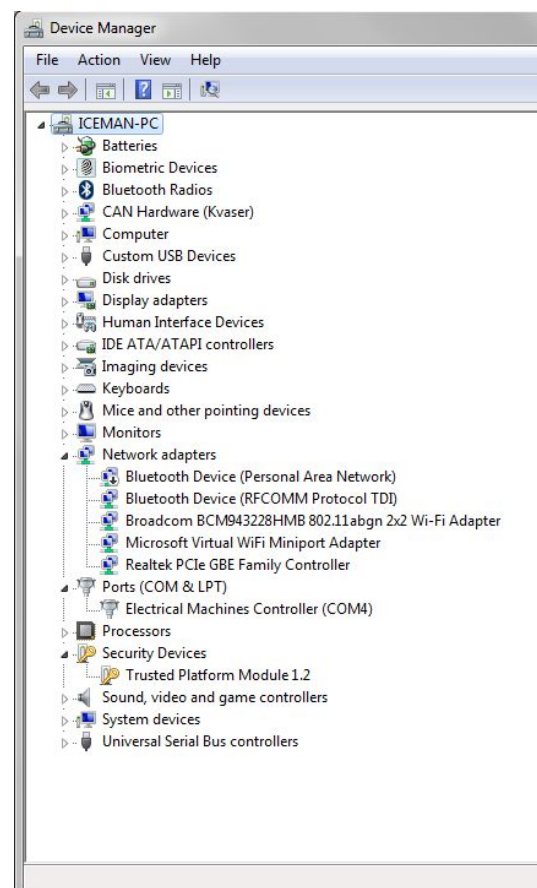 Device Manager
File Action View Help
ICEMAN-PC
Batteries
Biometric Devices
Bluetooth Radios
CAN Hardware (Kvaser)
Computer
Custom USB Devices
Disk drives
Display adapters
Human Interface Devices
IDE ATA/ATAPI controllers
Imaging devices
Keyboards
Mice and other pointing devices
Monitors
Network adapters
Bluetooth Device (Personal Area Network)
Bluetooth Device (RFCOMM Protocol TDI)
Broadcom BCM943228HMB 802.11abgn 2x2 Wi-Fi Adapter
Microsoft Virtual WiFi Miniport Adapter
Realtek PCIe GBE Family Controller
Ports (COM & LPT)
Electrical Machines Controller (COM4)
Processors
Security Devices
Trusted Platform Module 1.2
Sound, video and game controllers
System devices
Universal Serial Bus controllers